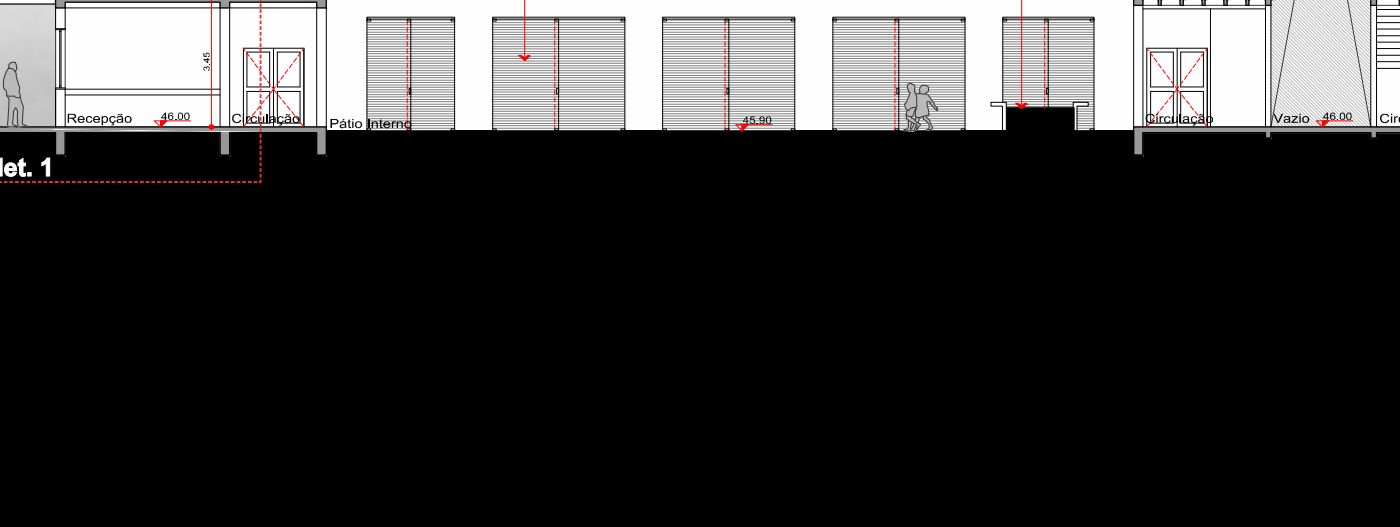 3,45
Recepção
46,00
Circulação
Pátio Interno
45,90
Circulação
Vazio
46,00
det. 1